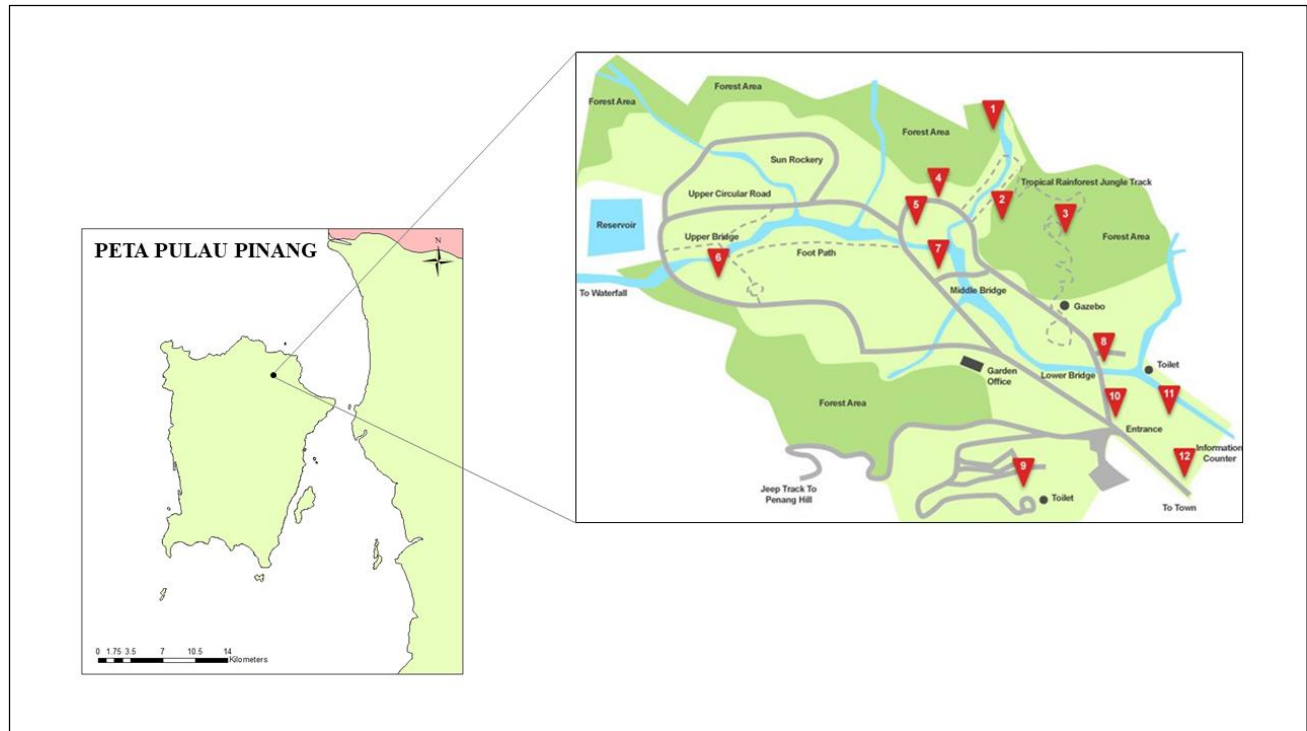 PETA PULAU PINANG
N
0 1.75 3.5 7 10.5 14
Kilometers
Forest Area
Forest Area
Forest Area
1
Sun Rockery
4
Tropical Rainforest Jungle Track
Upper Circular Road
5
2
3
Reservoir
Upper Bridge
Forest Area
6
Foot Path
7
To Waterfall
Middle Bridge
Gazebo
8
Garden
Office
Lower Bridge
Toilet
Forest Area
10
11
Entrance
Information
Counter
9
12
Jeep Track To
Penang Hill
Toilet
To Town